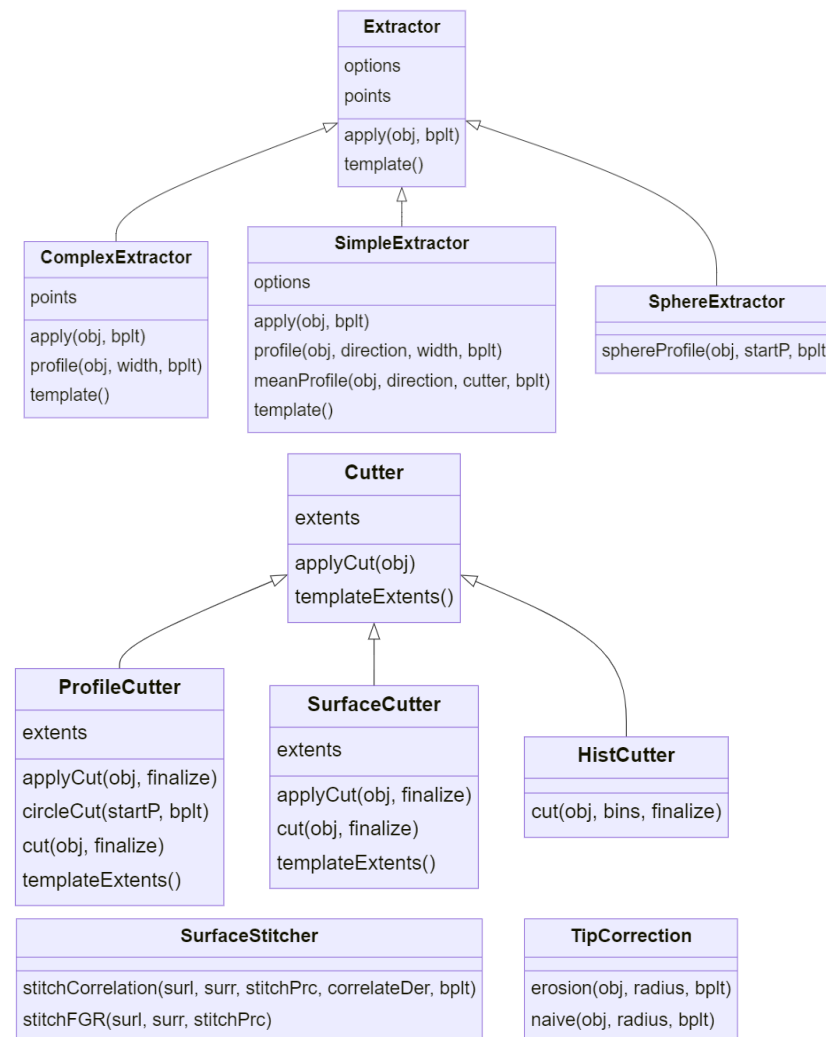 Extractor
options
points
apply(obj, bplt)
template()
ComplexExtractor
points
apply(obj, bplt)
profile(obj, width, bplt)
template()
SimpleExtractor
options
apply(obj, bplt)
profile(obj, direction, width, bplt)
meanProfile(obj, direction, cutter, bplt)
template()
SphereExtractor
sphereProfile(obj, startP, bplt
Cutter
extents
applyCut(obj)
templateExtents()
ProfileCutter
extents
applyCut(obj, finalize)
circleCut(startP, bplt)
cut(obj, finalize)
templateExtents()
SurfaceCutter
extents
applyCut(obj, finalize)
cut(obj, finalize)
templateExtents()
HistCutter
cut(obj, bins, finalize)
SurfaceStitcher
stitchCorrelation(surl, surr, stitchPrc, correlateDer, bplt)
stitchFGR(surl, surr, stitchPrc)
TipCorrection
erosion(obj, radius, bplt)
naive(obj, radius, bplt)